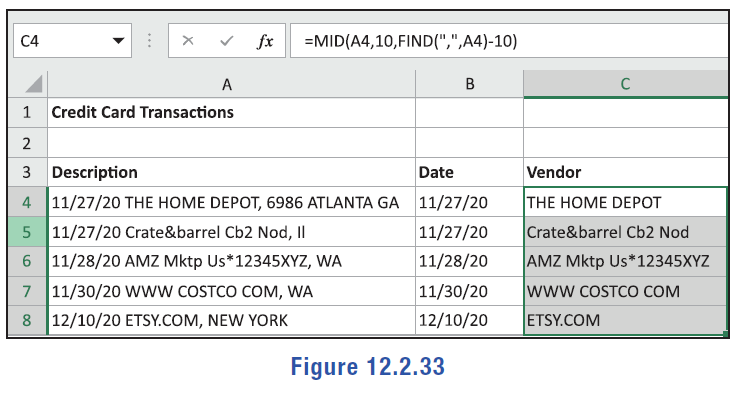 C4 fx =MID(A4,10,FIND(",",A4)-10)
A B C
1 Credit Card Transactions
2
3 Description Date Vendor
4 11/27/20 THE HOME DEPOT, 6986 ATLANTA GA 11/27/20 THE HOME DEPOT
5 11/27/20 Crate&barrel Cb2 Nod, Il 11/27/20 Crate&barrel Cb2 Nod
6 11/28/20 AMZ Mktp Us*12345XYZ, WA 11/28/20 AMZ Mktp Us*12345XYZ
7 11/30/20 WWW COSTCO COM, WA 11/30/20 WWW COSTCO COM
8 12/10/20 ETSY.COM, NEW YORK 12/10/20 ETSY.COM
Figure 12.2.33